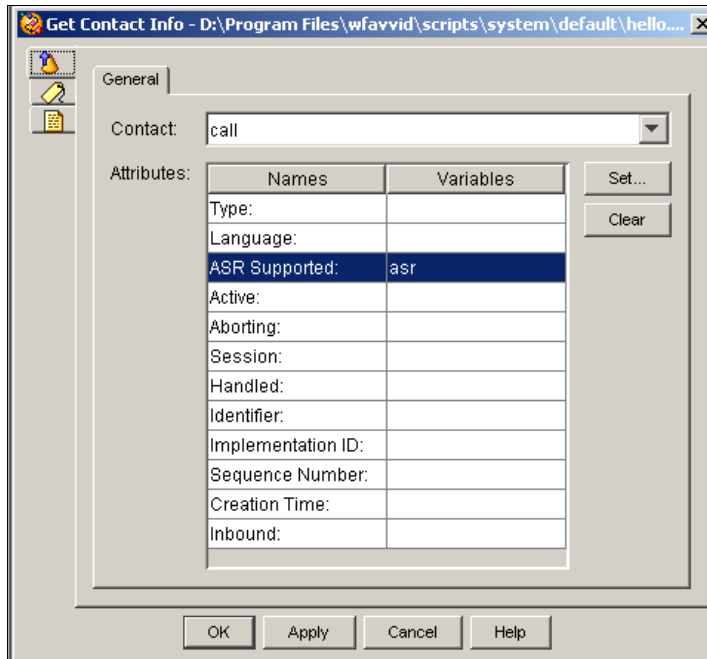 Get Contact Info - D:\Program Files\wfavvid\scripts\system\default\hello....
General
Contact: call
Attributes: Names Variables Set...
Type: Clear
Language:
ASR Supported: asr
Active:
Aborting:
Session:
Handled:
Identifier:
Implementation ID:
Sequence Number:
Creation Time:
Inbound:
OK Apply Cancel Help